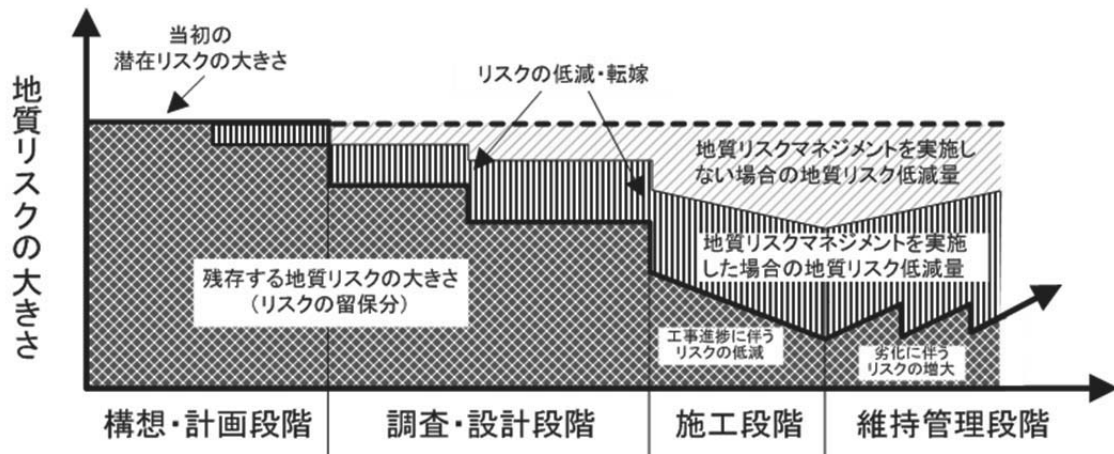 地質リスクの大きさ
当初の
潜在リスクの大きさ
リスクの低減・転嫁
地質リスクマネジメントを実施し
ない場合の地質リスク低減量
地質リスクマネジメントを実施
した場合の地質リスク低減量
残存する地質リスクの大きさ
(リスクの留保分)
工事進捗に伴う
リスクの低減
劣化に伴う
リスクの増大
構想・計画段階
調査・設計段階
施工段階
維持管理段階